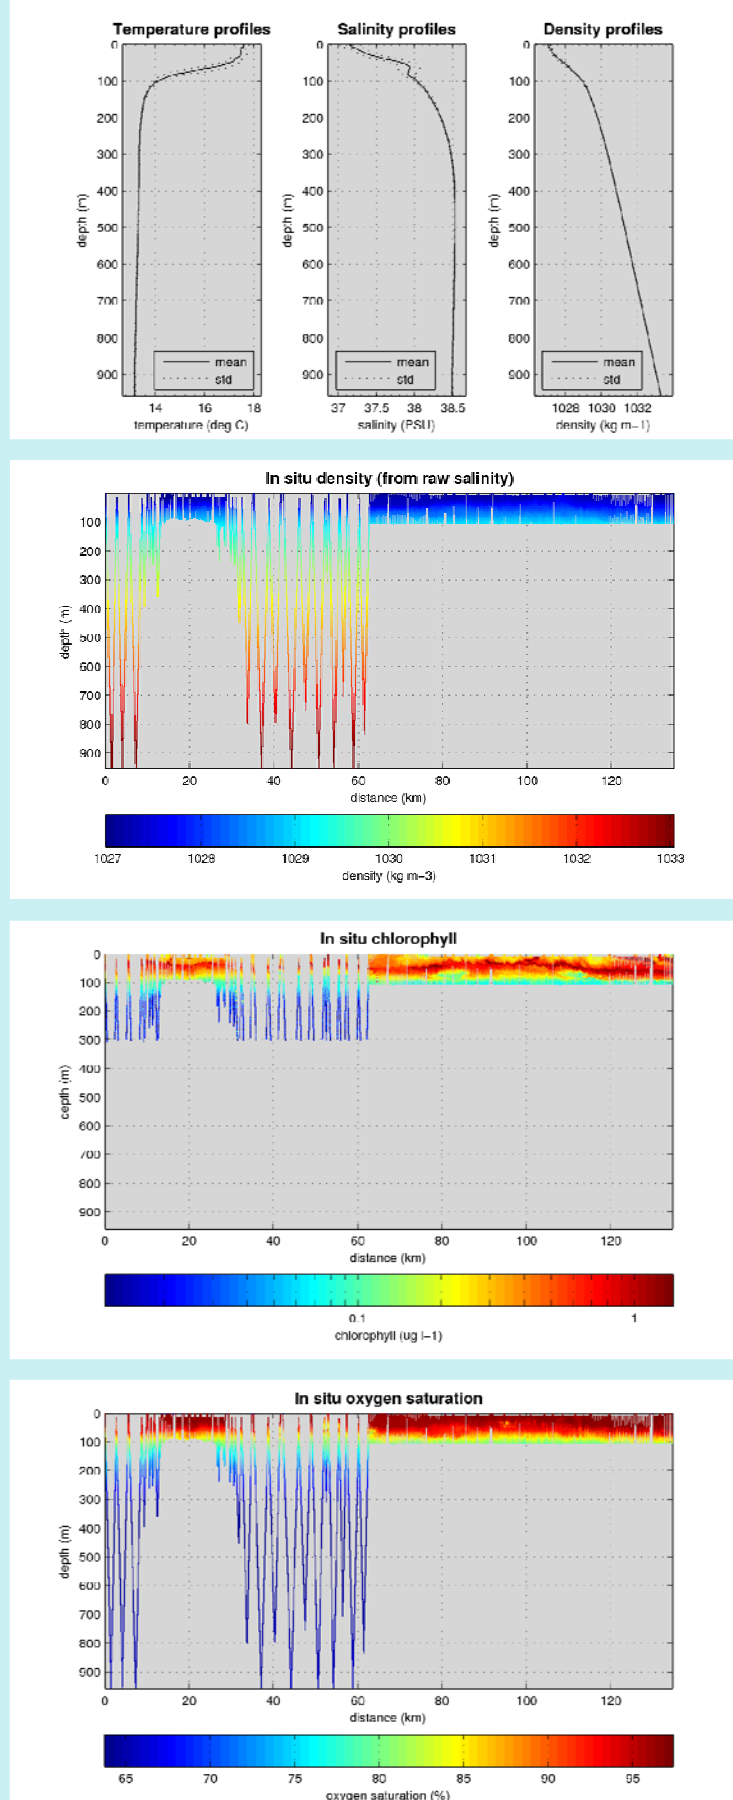 Temperature profiles Salinity profiles Density profiles
0 0 0
100 100 100
200 200 200
300 300 300
400 400 400
500 500 500
600 600 600
700 700 700
800 800 800
900 900 900
depth (m) depth (m) depth (m)
mean mean mean
std std std
14 16 18 37 37.5 38 38.5 1028 1030 1032
temperature (deg C) salinity (PSU) density (kg m−1)
In situ density (from raw salinity)
100
200
300
400
500
600
700
800
900
depth (m)
0 20 40 60 80 100 120
distance (km)
1027 1028 1029 1030 1031 1032 1033
density (kg m−3)
In situ chlorophyll
0
100
200
300
400
500
600
700
800
900
depth (m)
0 20 40 60 80 100 120
distance (km)
0.1 1
chlorophyll (ug l−1)
In situ oxygen saturation
0
100
200
300
400
500
600
700
800
900
depth (m)
0 20 40 60 80 100 120
distance (km)
65 70 75 80 85 90 95
oxygen saturation (%)